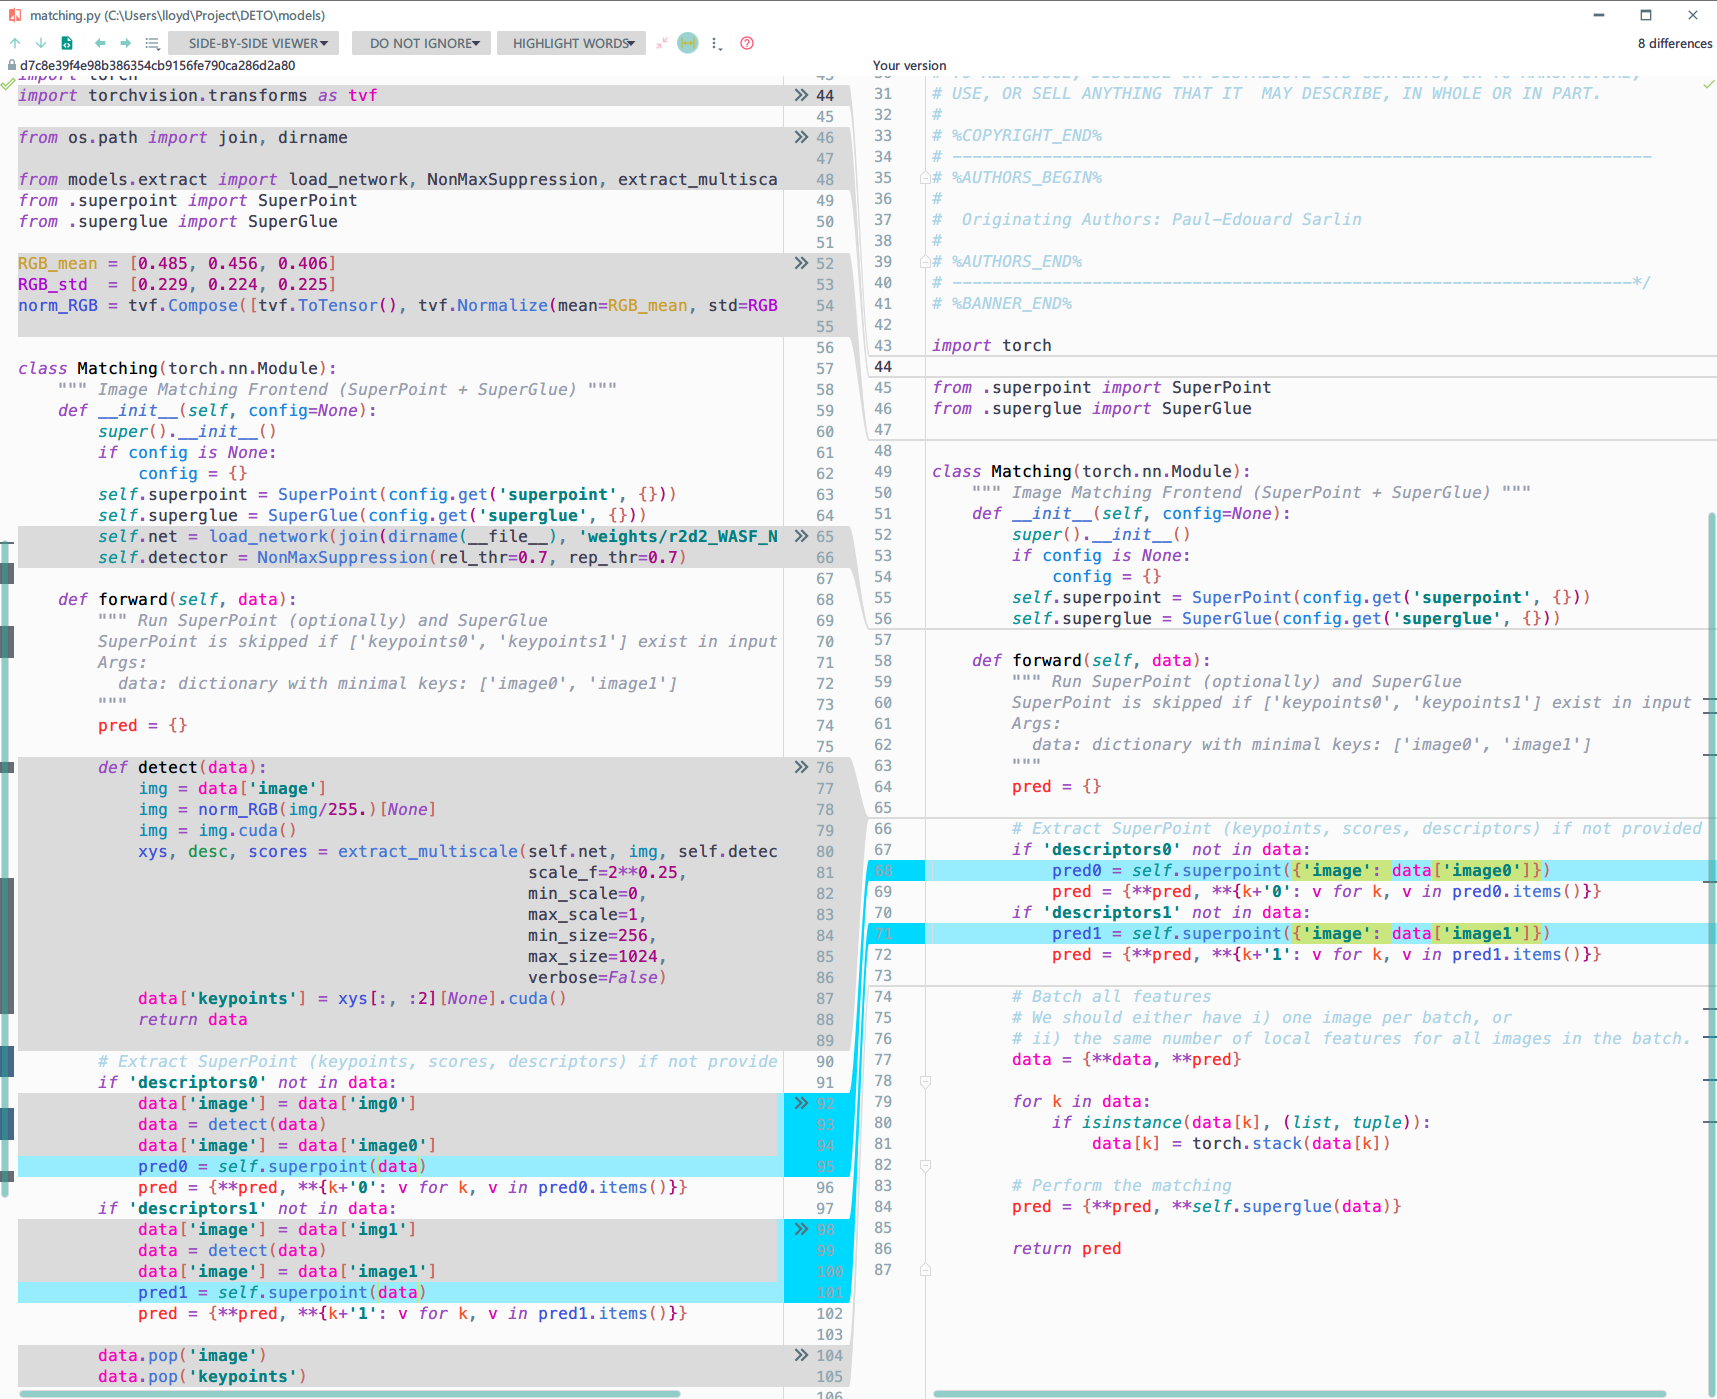 matching.py (C:\Users\lloyd\Project\DETO\models)
SIDE-BY-SIDE VIEWER
DO NOT IGNORE
HIGHLIGHT WORDS
8 differences
d7c8e39f4e98b386354cb9156fe790ca286d2a80
import torch
import torchvision.transforms as tvf 44
45
from os.path import join, dirname 46
47
from models.extract import load_network, NonMaxSuppression, extract_multisca 48
from .superpoint import SuperPoint 49
from .superglue import SuperGlue 50
51
RGB_mean = [0.485, 0.456, 0.406] 52
RGB_std  = [0.229, 0.224, 0.225] 53
norm_RGB = tvf.Compose([tvf.ToTensor(), tvf.Normalize(mean=RGB_mean, std=RGB 54
55
56
class Matching(torch.nn.Module): 57
""" Image Matching Frontend (SuperPoint + SuperGlue) """ 58
def __init__(self, config=None): 59
super().__init__() 60
if config is None: 61
config = {} 62
self.superpoint = SuperPoint(config.get('superpoint', {})) 63
self.superglue = SuperGlue(config.get('superglue', {})) 64
self.net = load_network(join(dirname(__file__), 'weights/r2d2_WASF_N 65
self.detector = NonMaxSuppression(rel_thr=0.7, rep_thr=0.7) 66
67
def forward(self, data): 68
""" Run SuperPoint (optionally) and SuperGlue 69
SuperPoint is skipped if ['keypoints0', 'keypoints1'] exist in input 70
Args: 71
data: dictionary with minimal keys: ['image0', 'image1'] 72
""" 73
pred = {} 74
75
def detect(data): 76
img = data['image'] 77
img = norm_RGB(img/255.)[None] 78
img = img.cuda() 79
xys, desc, scores = extract_multiscale(self.net, img, self.detec 80
scale_f=2**0.25, 81
min_scale=0, 82
max_scale=1, 83
min_size=256, 84
max_size=1024, 85
verbose=False) 86
data['keypoints'] = xys[:, :2][None].cuda() 87
return data 88
89
# Extract SuperPoint (keypoints, scores, descriptors) if not provide 90
if 'descriptors0' not in data: 91
data['image'] = data['img0'] 92
data = detect(data) 93
data['image'] = data['image0'] 94
pred0 = self.superpoint(data) 95
pred = {**pred, **{k+'0': v for k, v in pred0.items()}} 96
if 'descriptors1' not in data: 97
data['image'] = data['img1'] 98
data = detect(data) 99
data['image'] = data['image1'] 100
pred1 = self.superpoint(data) 101
pred = {**pred, **{k+'1': v for k, v in pred1.items()}} 102
103
data.pop('image') 104
data.pop('keypoints') 105
106
Your version
30 # TO REPRODUCE, DISCLOSE OR DISTRIBUTE ITS CONTENTS, OR TO MANUFACTURE,
31 # USE, OR SELL ANYTHING THAT IT  MAY DESCRIBE, IN WHOLE OR IN PART.
32 #
33 # %COPYRIGHT_END%
34 # ----------------------------------------------------------------------
35 # %AUTHORS_BEGIN%
36 #
37 #  Originating Authors: Paul-Edouard Sarlin
38 #
39 # %AUTHORS_END%
40 # --------------------------------------------------------------------*/
41 # %BANNER_END%
42
43 import torch
44
45 from .superpoint import SuperPoint
46 from .superglue import SuperGlue
47
48
49 class Matching(torch.nn.Module):
50 """ Image Matching Frontend (SuperPoint + SuperGlue) """
51 def __init__(self, config=None):
52 super().__init__()
53 if config is None:
54 config = {}
55 self.superpoint = SuperPoint(config.get('superpoint', {}))
56 self.superglue = SuperGlue(config.get('superglue', {}))
57
58 def forward(self, data):
59 """ Run SuperPoint (optionally) and SuperGlue
60 SuperPoint is skipped if ['keypoints0', 'keypoints1'] exist in input
61 Args:
62 data: dictionary with minimal keys: ['image0', 'image1']
63 """
64 pred = {}
65
66 # Extract SuperPoint (keypoints, scores, descriptors) if not provided
67 if 'descriptors0' not in data:
68 pred0 = self.superpoint({'image': data['image0']})
69 pred = {**pred, **{k+'0': v for k, v in pred0.items()}}
70 if 'descriptors1' not in data:
71 pred1 = self.superpoint({'image': data['image1']})
72 pred = {**pred, **{k+'1': v for k, v in pred1.items()}}
73
74 # Batch all features
75 # We should either have i) one image per batch, or
76 # ii) the same number of local features for all images in the batch.
77 data = {**data, **pred}
78
79 for k in data:
80 if isinstance(data[k], (list, tuple)):
81 data[k] = torch.stack(data[k])
82
83 # Perform the matching
84 pred = {**pred, **self.superglue(data)}
85
86 return pred
87